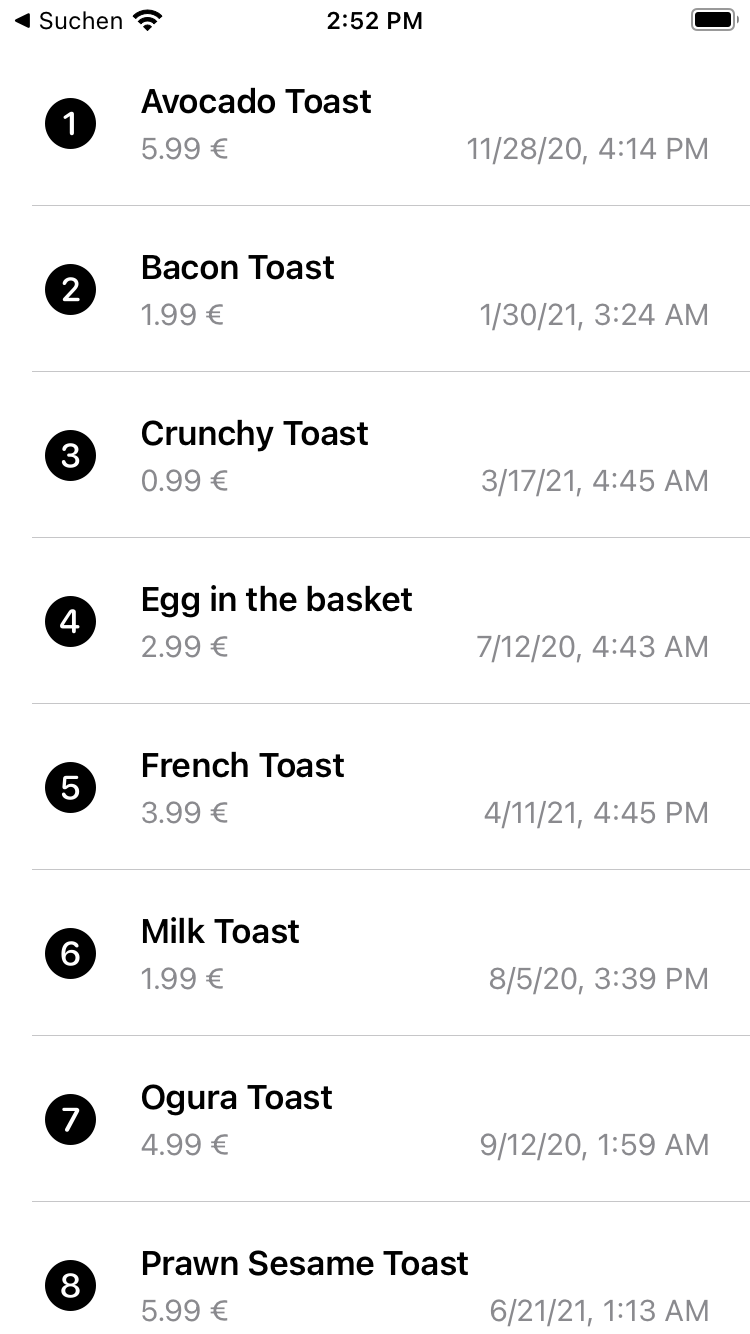 ◀ Suchen 2:52 PM
1 Avocado Toast
5.99 € 11/28/20, 4:14 PM
2 Bacon Toast
1.99 € 1/30/21, 3:24 AM
3 Crunchy Toast
0.99 € 3/17/21, 4:45 AM
4 Egg in the basket
2.99 € 7/12/20, 4:43 AM
5 French Toast
3.99 € 4/11/21, 4:45 PM
6 Milk Toast
1.99 € 8/5/20, 3:39 PM
7 Ogura Toast
4.99 € 9/12/20, 1:59 AM
8 Prawn Sesame Toast
5.99 € 6/21/21, 1:13 AM